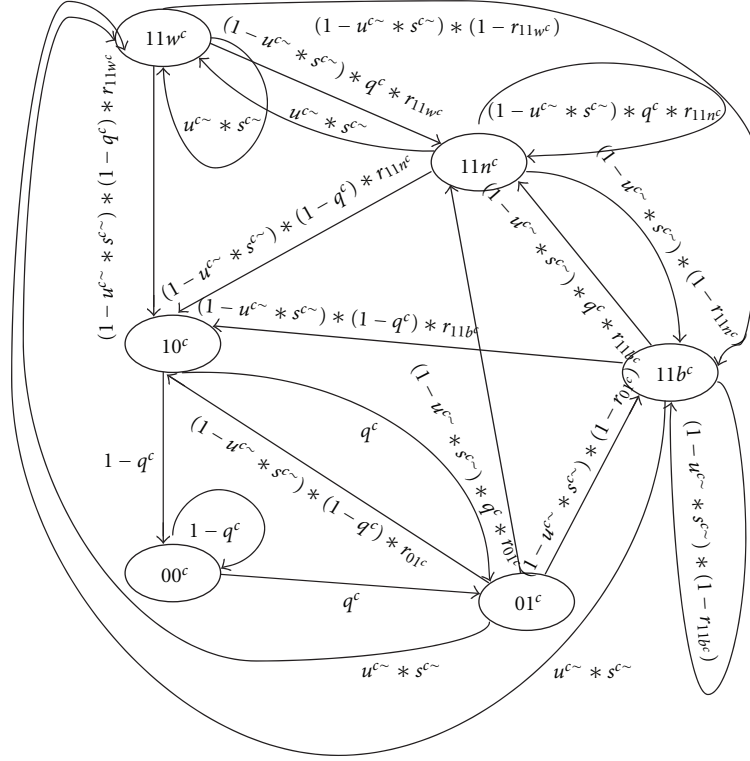 11w^c
(1 − u^{c∼} ∗ s^{c∼}) ∗ q^c ∗ r_{11w^c}
(1 − u^{c∼} ∗ s^{c∼}) ∗ (1 − r_{11w^c})
u^{c∼} ∗ s^{c∼}
u^{c∼} ∗ s^{c∼}
(1 − u^{c∼} ∗ s^{c∼}) ∗ q^c ∗ r_{11n^c}
(1 − u^{c∼} ∗ s^{c∼}) ∗ (1 − q^c) ∗ r_{11w^c}
11n^c
(1 − u^{c∼} ∗ s^{c∼}) ∗ (1 − q^c) ∗ r_{11n^c}
(1 − u^{c∼} ∗ s^{c∼}) ∗ (1 − r_{11n^c})
(1 − u^{c∼} ∗ s^{c∼}) ∗ q^c ∗ r_{11b^c}
(1 − u^{c∼} ∗ s^{c∼}) ∗ (1 − q^c) ∗ r_{11b^c}
10^c
11b^c
q^c
(1 − u^{c∼} ∗ s^{c∼}) ∗ q^c ∗ r_{01^c}
(1 − u^{c∼} ∗ s^{c∼}) ∗ (1 − r_{01^c})
1 − q^c
(1 − u^{c∼} ∗ s^{c∼}) ∗ (1 − q^c) ∗ r_{01^c}
(1 − u^{c∼} ∗ s^{c∼}) ∗ (1 − r_{11b^c})
1 − q^c
00^c
q^c
01^c
u^{c∼} ∗ s^{c∼}
u^{c∼} ∗ s^{c∼}